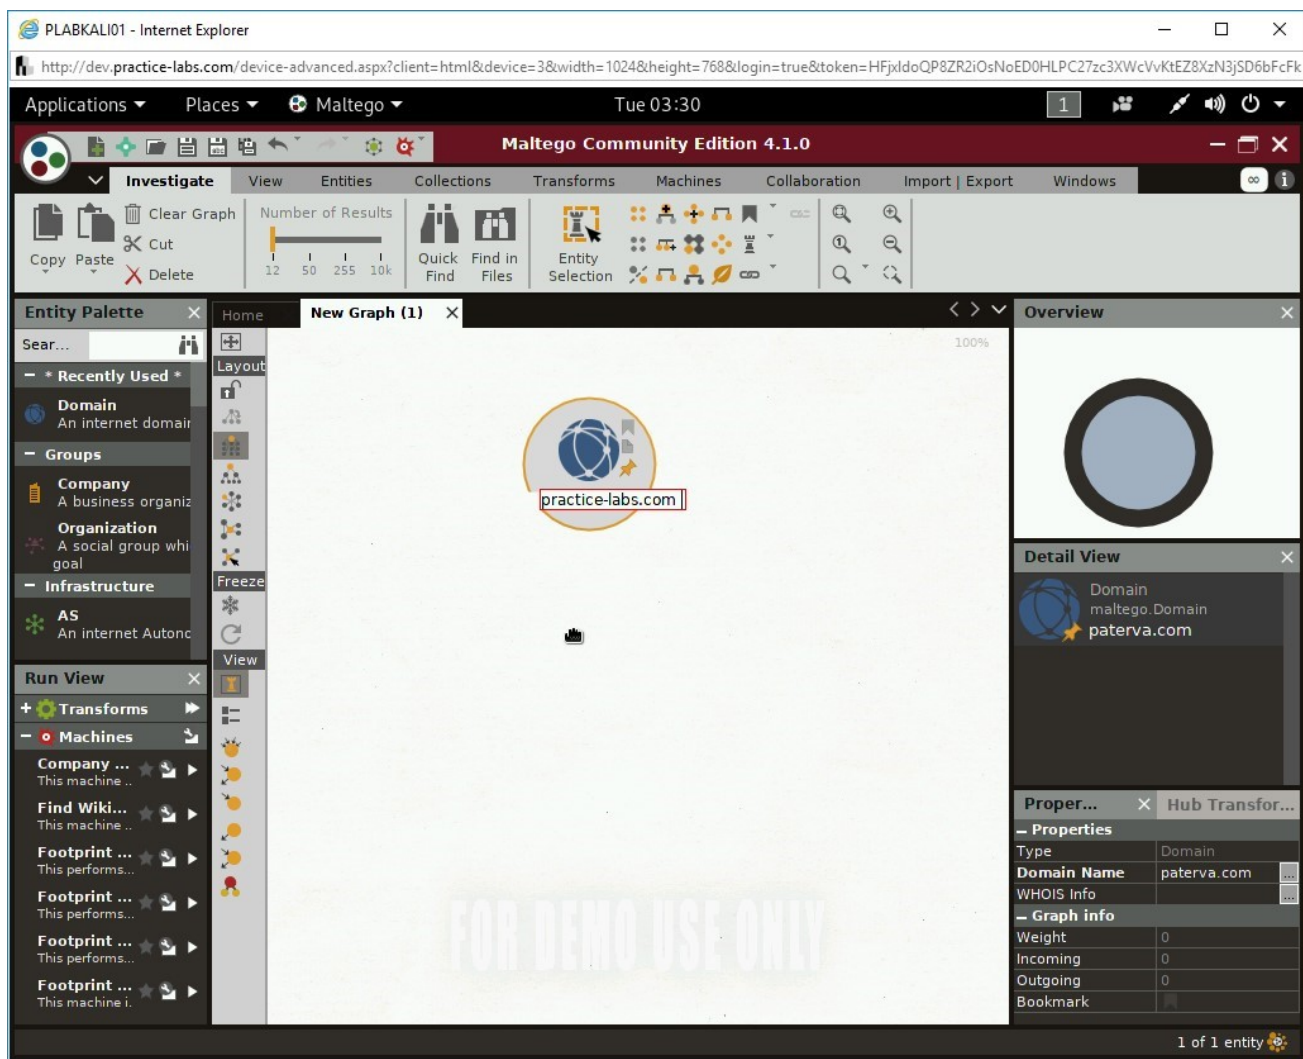 PLABKALI01 - Internet Explorer
http://dev.practice-labs.com/device-advanced.aspx?client=html&device=3&width=1024&height=768&login=true&token=HFjxIdoQP8ZR2iOsNoED0HLPC27zc3XWcVvKtEZ8XzN3jSD6bFcFk
Applications Places Maltego Tue 03:30 1
Maltego Community Edition 4.1.0
Investigate View Entities Collections Transforms Machines Collaboration Import | Export Windows
Copy
Paste
Clear Graph
Cut
Delete
Number of Results
12 50 255 10k
Quick Find
Find in Files
Entity Selection
Entity Palette
Sear...
* Recently Used *
Domain
An internet domair
Groups
Company
A business organiz
Organization
A social group whi
goal
Infrastructure
AS
An internet Autonc
Run View
Transforms
Machines
Company ...
This machine ..
Find Wiki...
This machine ..
Footprint ...
This performs...
Footprint ...
This performs...
Footprint ...
This performs...
Footprint ...
This machine i.
Home New Graph (1)
Layout
Freeze
View
100%
practice-labs.com
FOR DEMO USE ONLY
Overview
Detail View
Domain
maltego.Domain
paterva.com
Proper... Hub Transfor...
Properties
Type Domain
Domain Name paterva.com ...
WHOIS Info ...
Graph info
Weight 0
Incoming 0
Outgoing 0
Bookmark
1 of 1 entity